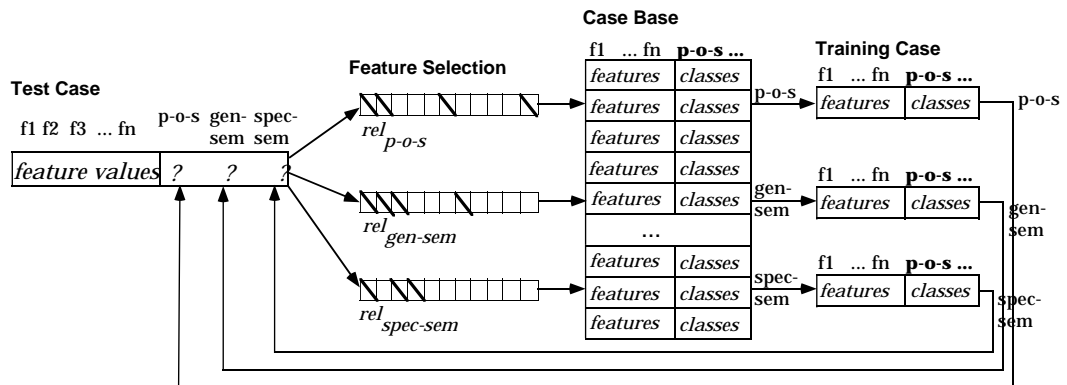 Case Base
f1 ... fn p-o-s ...
Training Case
Feature Selection
Test Case
features classes
features classes
features classes
features classes
features classes
...
features classes
features classes
features classes
f1 f2 f3 ... fn
p-o-s gen-sem spec-sem
feature values ? ? ?
rel p-o-s
rel gen-sem
rel spec-sem
p-o-s
gen-sem
spec-sem
f1 ... fn p-o-s ...
features classes
p-o-s
f1 ... fn p-o-s ...
features classes
gen-sem
f1 ... fn p-o-s ...
features classes
spec-sem